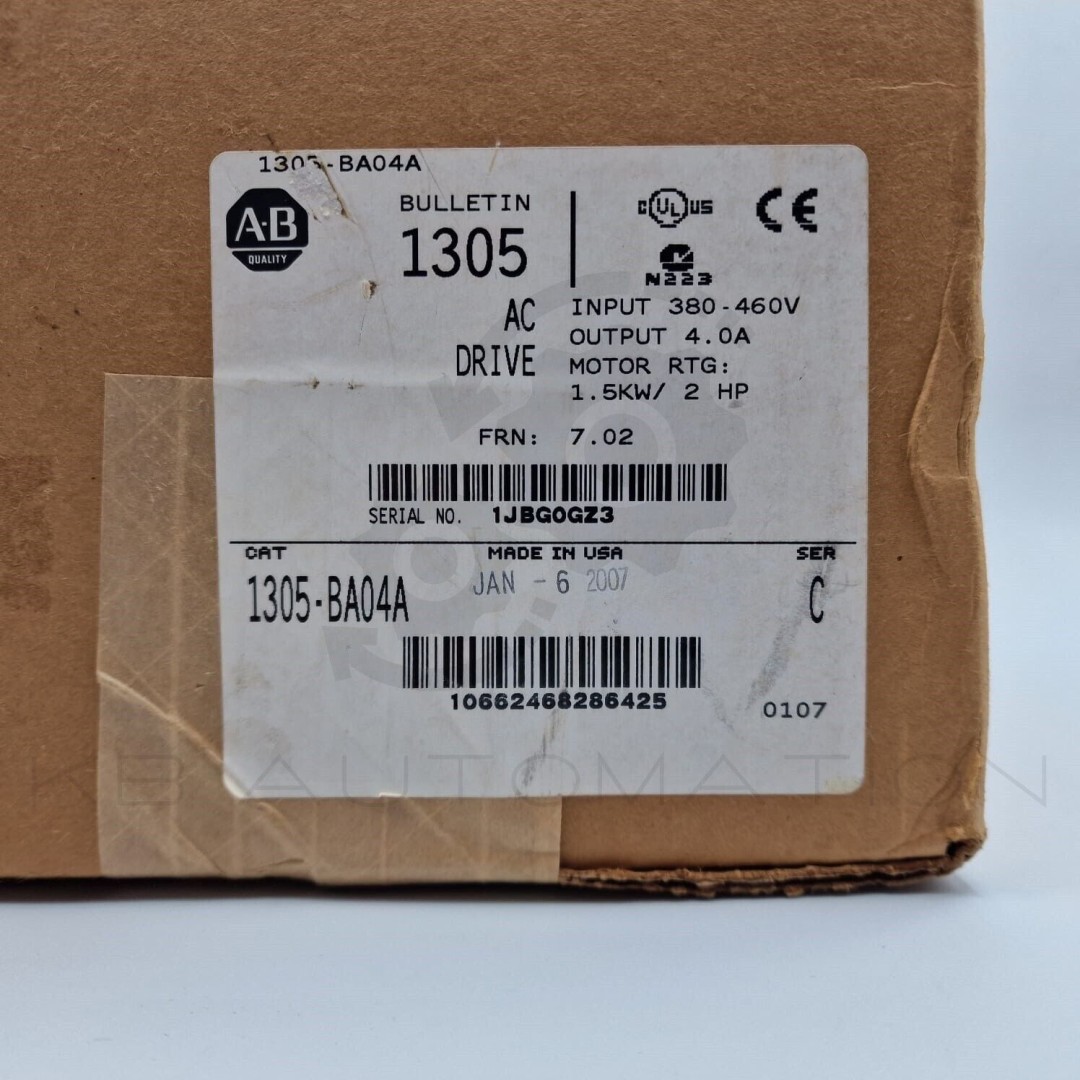 1305-BA04A
A-B
QUALITY
BULLETIN
1305
AC
DRIVE
C UL US
CE
N223
INPUT 380-460V
OUTPUT 4.0A
MOTOR RTG:
1.5KW/ 2 HP
FRN: 7.02
SERIAL NO. 1JBG0GZ3
CAT MADE IN USA SER
JAN - 6 2007
1305-BA04A C
10662468286425
0107
KB AUTOMATION